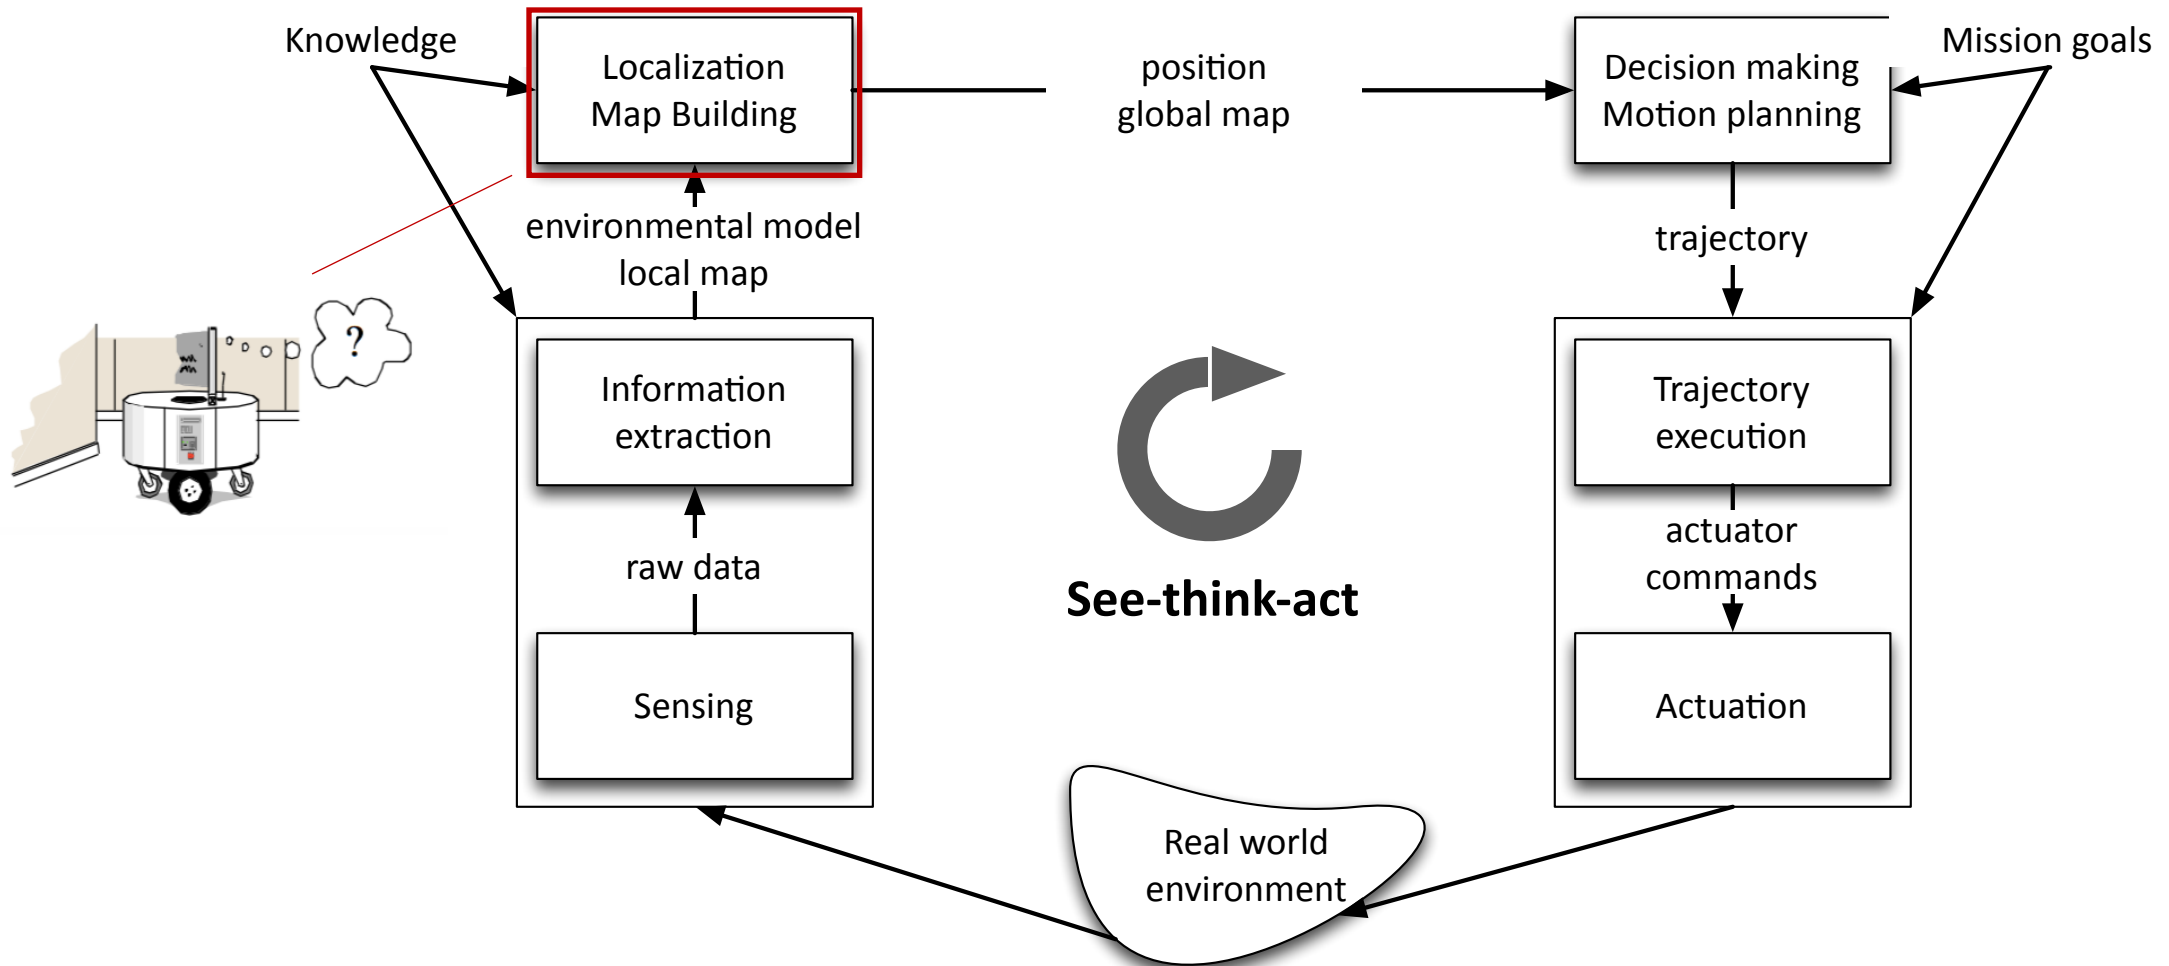 Knowledge
Localization
Map Building
position
global map
Decision making
Motion planning
Mission goals
environmental model
local map
trajectory
?
Information
extraction
Trajectory
execution
raw data
actuator
commands
See-think-act
Sensing
Actuation
Real world
environment